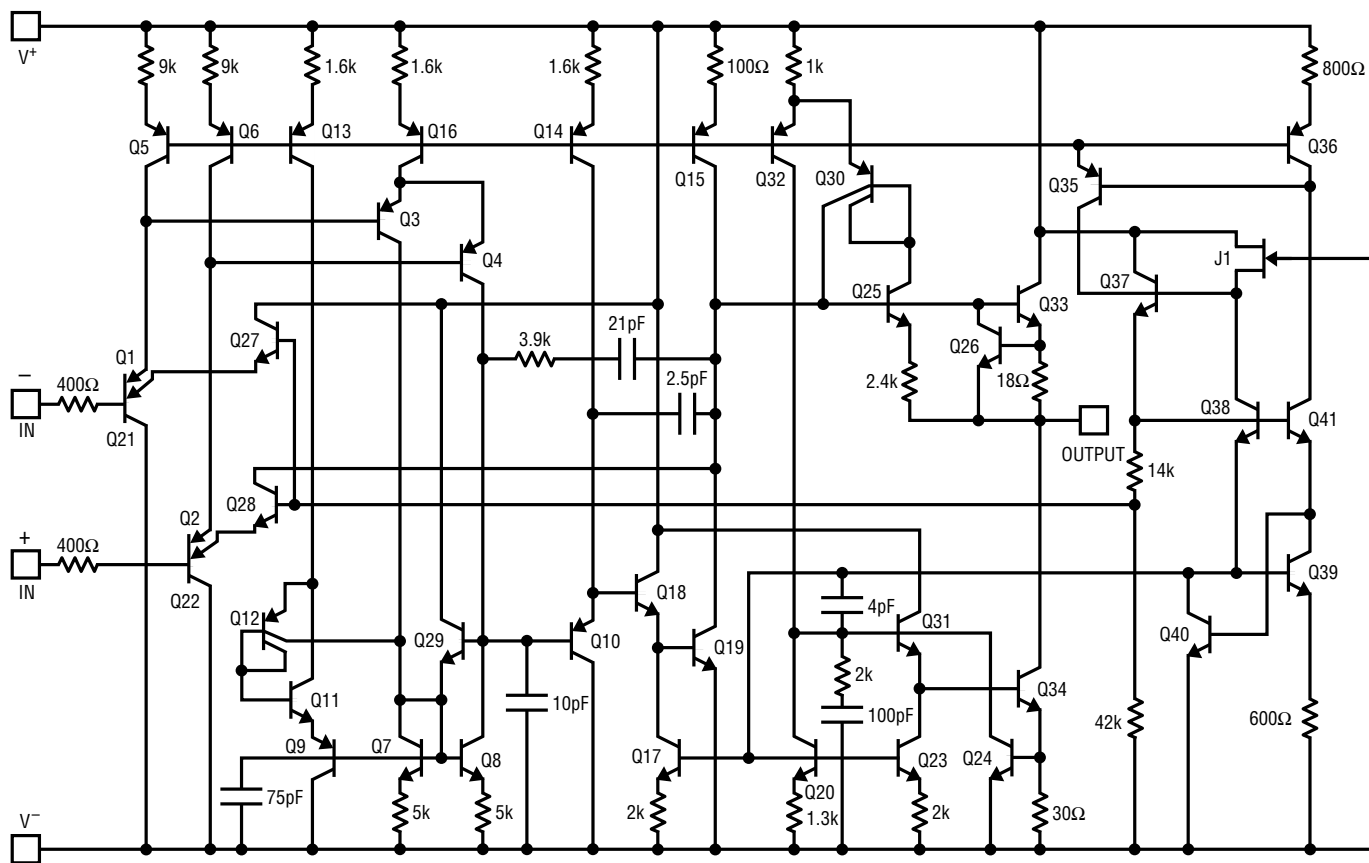 V+
9k
9k
1.6k
1.6k
1.6k
100Ω
1k
800Ω
Q5
Q6
Q13
Q16
Q14
Q15
Q32
Q30
Q35
Q36
Q3
Q4
J1
Q37
Q25
Q33
Q27
21pF
3.9k
Q26
Q1
2.5pF
2.4k
18Ω
−
400Ω
IN
Q21
Q38
Q41
OUTPUT
14k
Q28
Q2
+
400Ω
IN
Q22
Q39
Q12
Q29
Q10
Q18
4pF
Q31
Q40
Q19
2k
Q34
Q11
10pF
100pF
42k
600Ω
Q9
Q7
Q8
Q17
Q23
Q24
Q20
75pF
5k
5k
2k
1.3k
2k
30Ω
V−